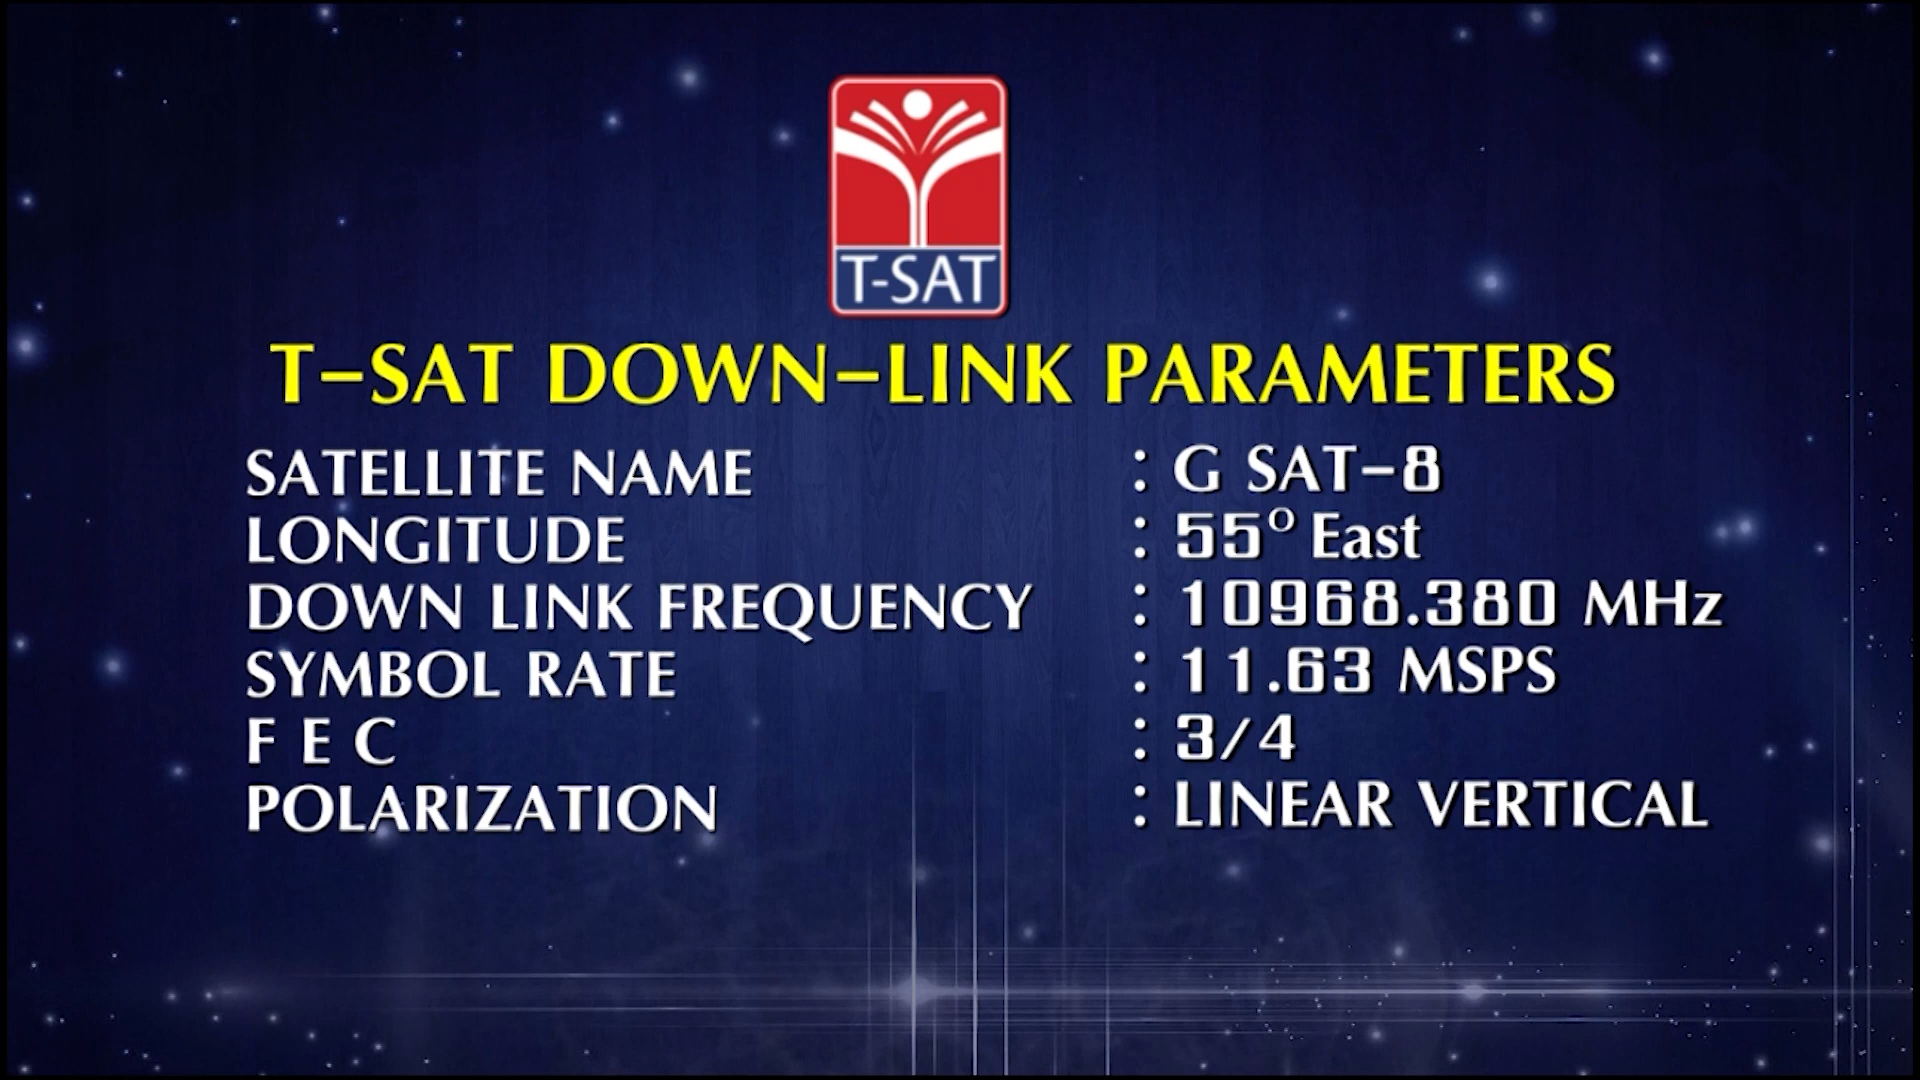 T-SAT
T-SAT DOWN-LINK PARAMETERS
SATELLITE NAME : G SAT-8
LONGITUDE : 55° East
DOWN LINK FREQUENCY : 10968.380 MHz
SYMBOL RATE : 11.63 MSPS
F E C : 3/4
POLARIZATION : LINEAR VERTICAL